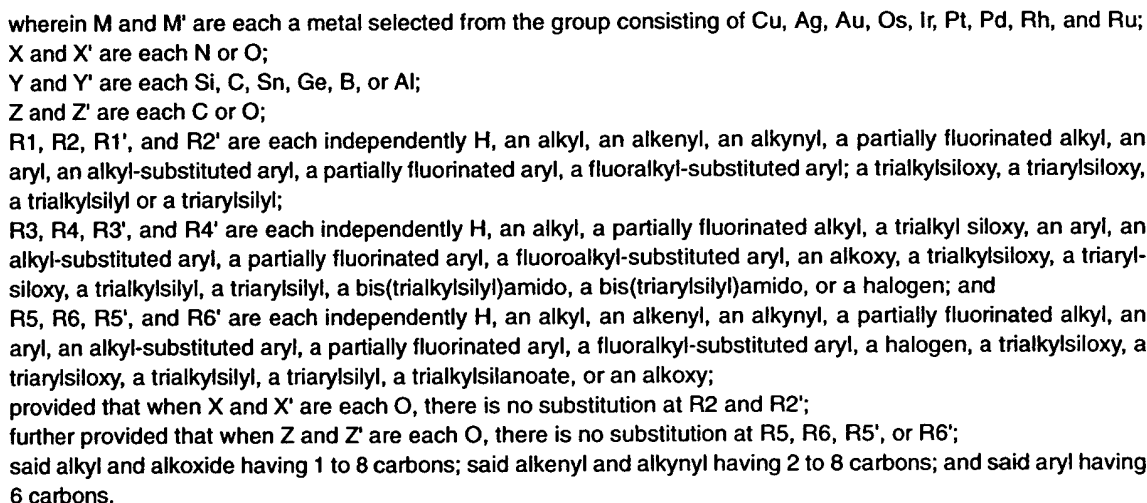 wherein M and M' are each a metal selected from the group consisting of Cu, Ag, Au, Os, Ir, Pt, Pd, Rh, and Ru;
X and X' are each N or O;
Y and Y' are each Si, C, Sn, Ge, B, or Al;
Z and Z' are each C or O;
R1, R2, R1', and R2' are each independently H, an alkyl, an alkenyl, an alkynyl, a partially fluorinated alkyl, an
aryl, an alkyl-substituted aryl, a partially fluorinated aryl, a fluoralkyl-substituted aryl; a trialkylsiloxy, a triarylsiloxy,
a trialkylsilyl or a triarylsilyl;
R3, R4, R3', and R4' are each independently H, an alkyl, a partially fluorinated alkyl, a trialkyl siloxy, an aryl, an
alkyl-substituted aryl, a partially fluorinated aryl, a fluoroalkyl-substituted aryl, an alkoxy, a trialkylsiloxy, a triaryl-
siloxy, a trialkylsilyl, a triarylsilyl, a bis(trialkylsilyl)amido, a bis(triarylsilyl)amido, or a halogen; and
R5, R6, R5', and R6' are each independently H, an alkyl, an alkenyl, an alkynyl, a partially fluorinated alkyl, an
aryl, an alkyl-substituted aryl, a partially fluorinated aryl, a fluoralkyl-substituted aryl, a halogen, a trialkylsiloxy, a
triarylsiloxy, a trialkylsilyl, a triarylsilyl, a trialkylsilanoate, or an alkoxy;
provided that when X and X' are each O, there is no substitution at R2 and R2';
further provided that when Z and Z' are each O, there is no substitution at R5, R6, R5', or R6';
said alkyl and alkoxide having 1 to 8 carbons; said alkenyl and alkynyl having 2 to 8 carbons; and said aryl having
6 carbons.